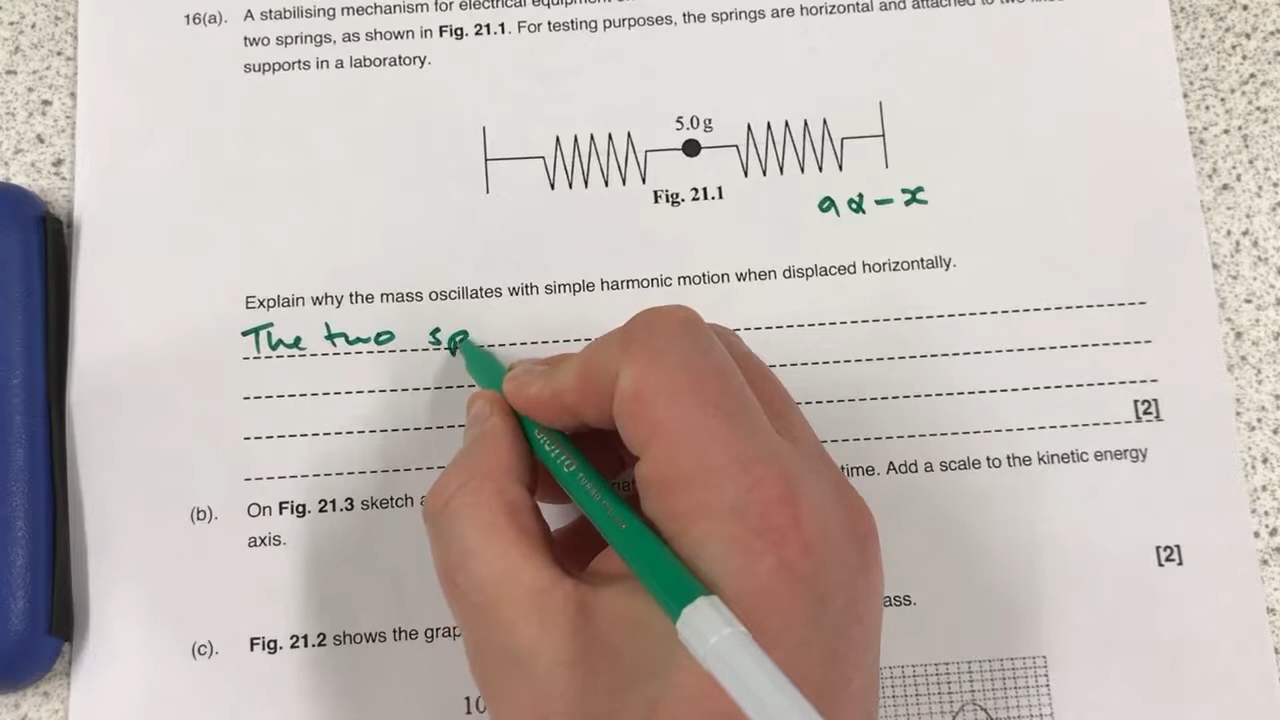 16(a). A stabilising mechanism for electrical
two springs, as shown in Fig. 21.1. For testing purposes, the springs are horizontal and attached to
supports in a laboratory.
5.0 g
Fig. 21.1
a α - x
Explain why the mass oscillates with simple harmonic motion when displaced horizontally.
The two sp
[2]
(b). On Fig. 21.3 sketch time. Add a scale to the kinetic energy
axis.
[2]
ass.
(c). Fig. 21.2 shows the grap
10